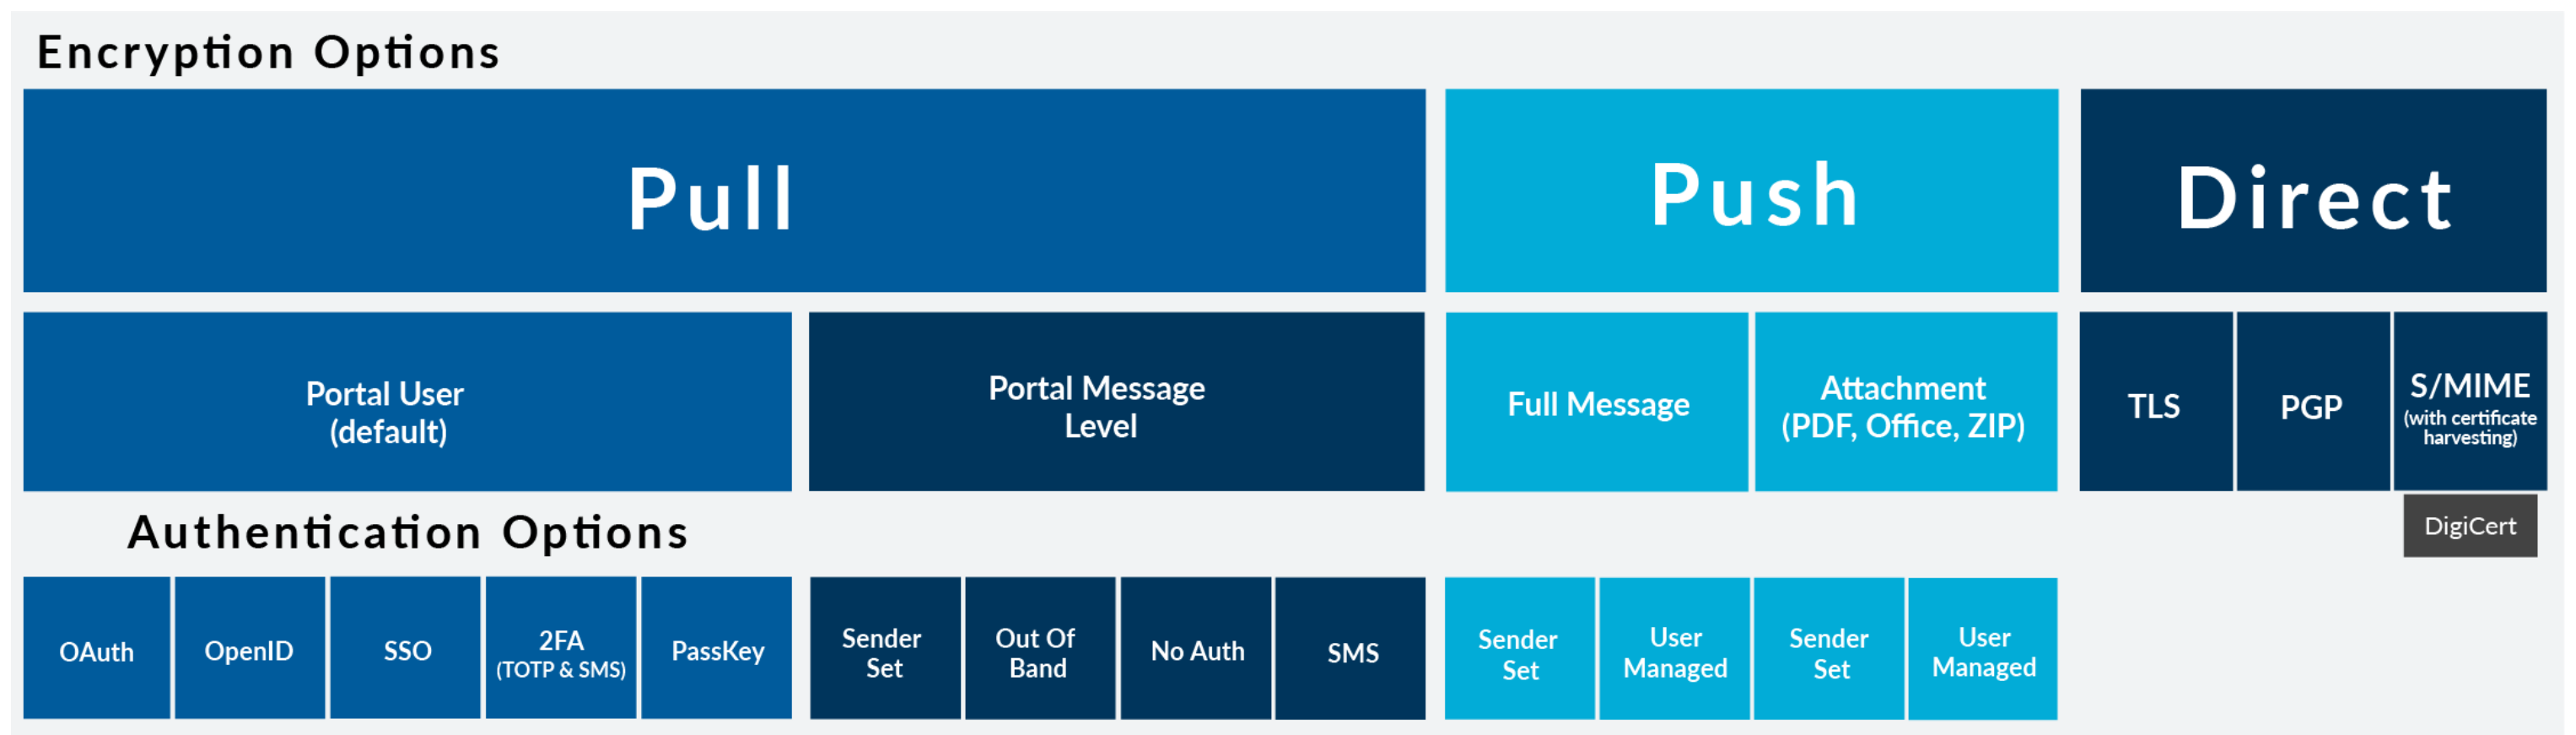 Encryption Options
Pull
Push
Direct
Portal User
(default)
Portal Message
Level
Full Message
Attachment
(PDF, Office, ZIP)
TLS
PGP
S/MIME
(with certificate
harvesting)
DigiCert
Authentication Options
OAuth
OpenID
SSO
2FA
(TOTP & SMS)
PassKey
Sender
Set
Out Of
Band
No Auth
SMS
Sender
Set
User
Managed
Sender
Set
User
Managed